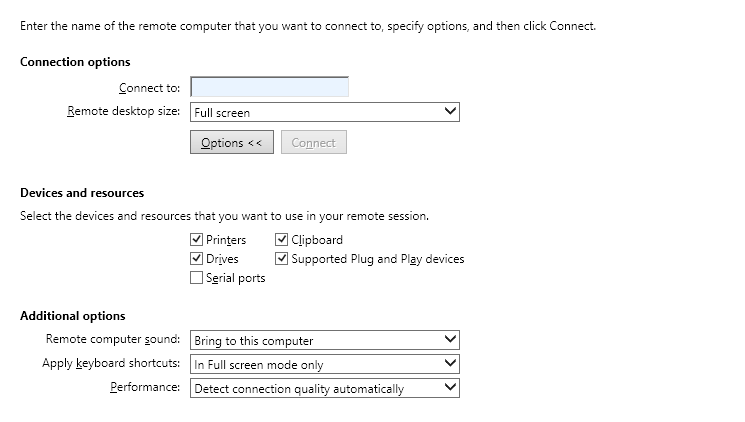 Enter the name of the remote computer that you want to connect to, specify options, and then click Connect.
Connection options
Connect to:
Remote desktop size: Full screen
Options << Connect
Devices and resources
Select the devices and resources that you want to use in your remote session.
Printers Clipboard
Drives Supported Plug and Play devices
Serial ports
Additional options
Remote computer sound: Bring to this computer
Apply keyboard shortcuts: In Full screen mode only
Performance: Detect connection quality automatically